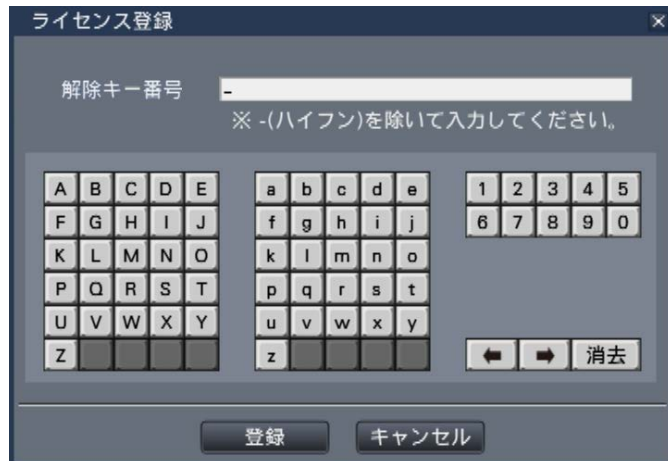 ライセンス登録 ×
解除キー番号 -
※ -(ハイフン)を除いて入力してください。
A B C D E a b c d e 1 2 3 4 5
F G H I J f g h i j 6 7 8 9 0
K L M N O k l m n o
P Q R S T p q r s t
U V W X Y u v w x y
Z z ⬅ ➡ 消去
登録 キャンセル